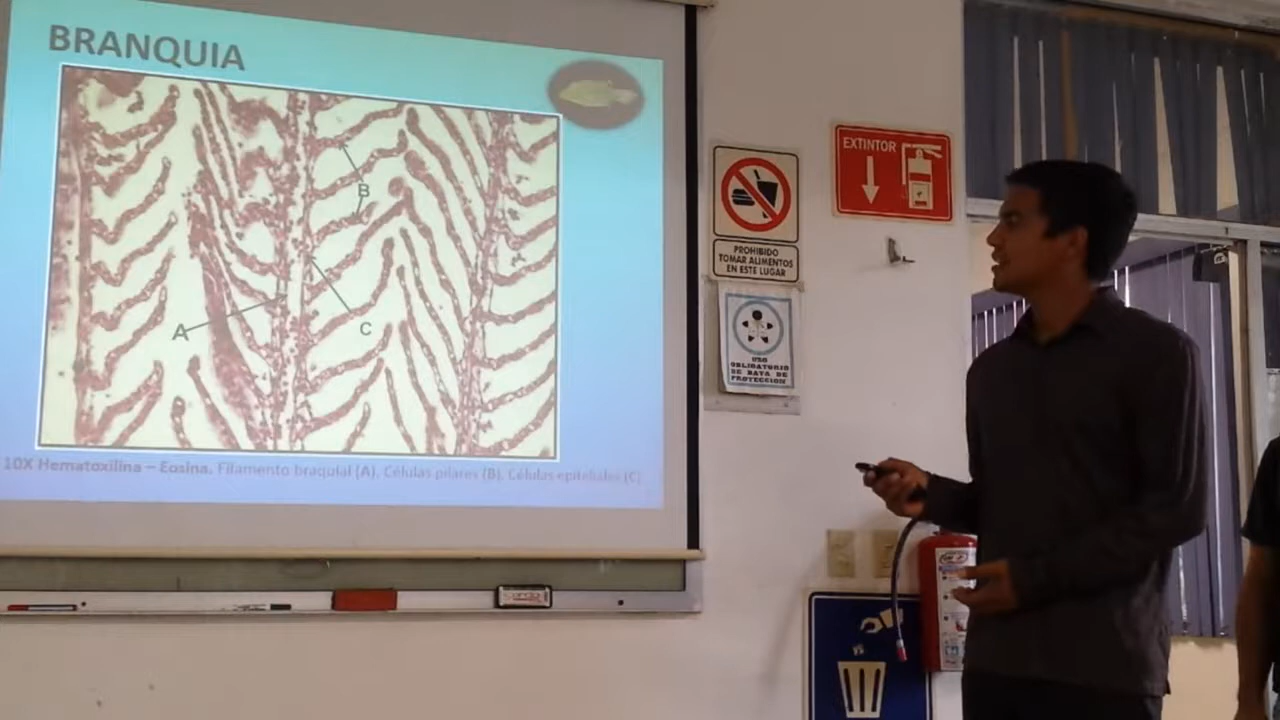 BRANQUIA
B
A
C
10X Hematoxilina – Eosina. Filamento braquial (A). Células pilares (B). Células epiteliales (C)
EXTINTOR
PROHIBIDO
TOMAR ALIMENTOS
EN ESTE LUGAR
USO
OBLIGATORIO
DE BATA DE
PROTECCION